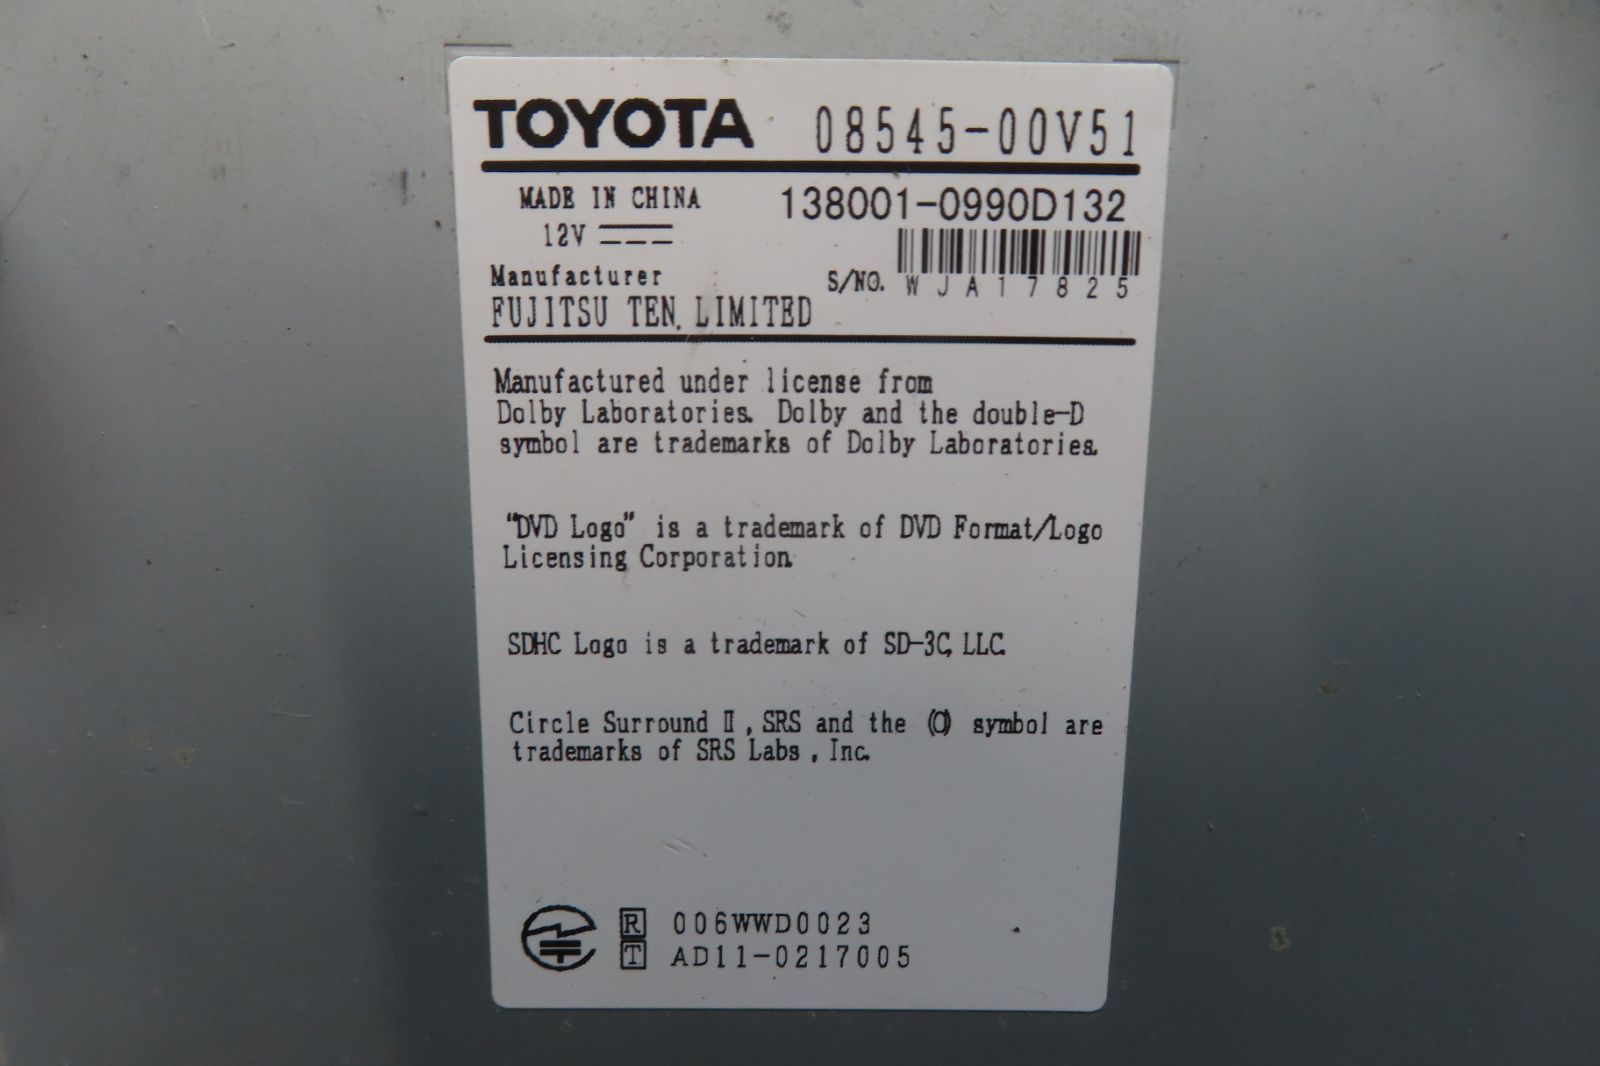 TOYOTA 08545-00V51
MADE IN CHINA 138001-0990D132
12V
Manufacturer S/NO. WJA17825
FUJITSU TEN LIMITED
Manufactured under license from
Dolby Laboratories. Dolby and the double-D
symbol are trademarks of Dolby Laboratories.
"DVD Logo" is a trademark of DVD Format/Logo
Licensing Corporation.
SDHC Logo is a trademark of SD-3C, LLC.
Circle Surround Ⅱ, SRS and the (O) symbol are
trademarks of SRS Labs, Inc.
R 006WWD0023
T AD11-0217005